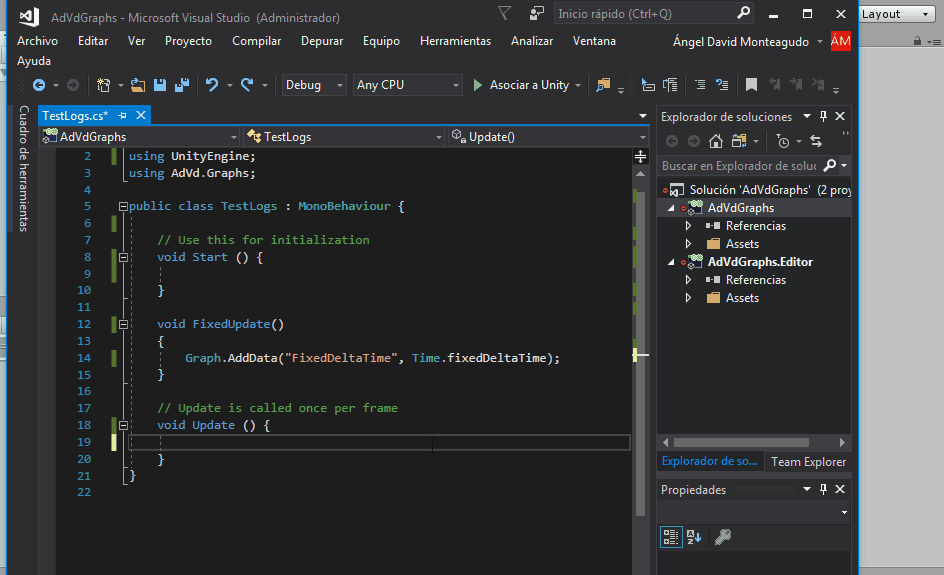 AdVdGraphs - Microsoft Visual Studio (Administrador)
Inicio rápido (Ctrl+Q)
Layout
Archivo Editar Ver Proyecto Compilar Depurar Equipo Herramientas Analizar Ventana Ángel David Monteagudo ÁM
Ayuda
Debug Any CPU Asociar a Unity
Cuadro de herramientas
TestLogs.cs*
AdVdGraphs TestLogs Update()
2 using UnityEngine;
3 using AdVd.Graphs;
4
5 public class TestLogs : MonoBehaviour {
6
7 // Use this for initialization
8 void Start () {
9
10 }
11
12 void FixedUpdate()
13 {
14 Graph.AddData("FixedDeltaTime", Time.fixedDeltaTime);
15 }
16
17 // Update is called once per frame
18 void Update () {
19
20 }
21 }
22
Explorador de soluciones
Buscar en Explorador de soluc
Solución 'AdVdGraphs' (2 proy
AdVdGraphs
Referencias
Assets
AdVdGraphs.Editor
Referencias
Assets
Explorador de so... Team Explorer
Propiedades